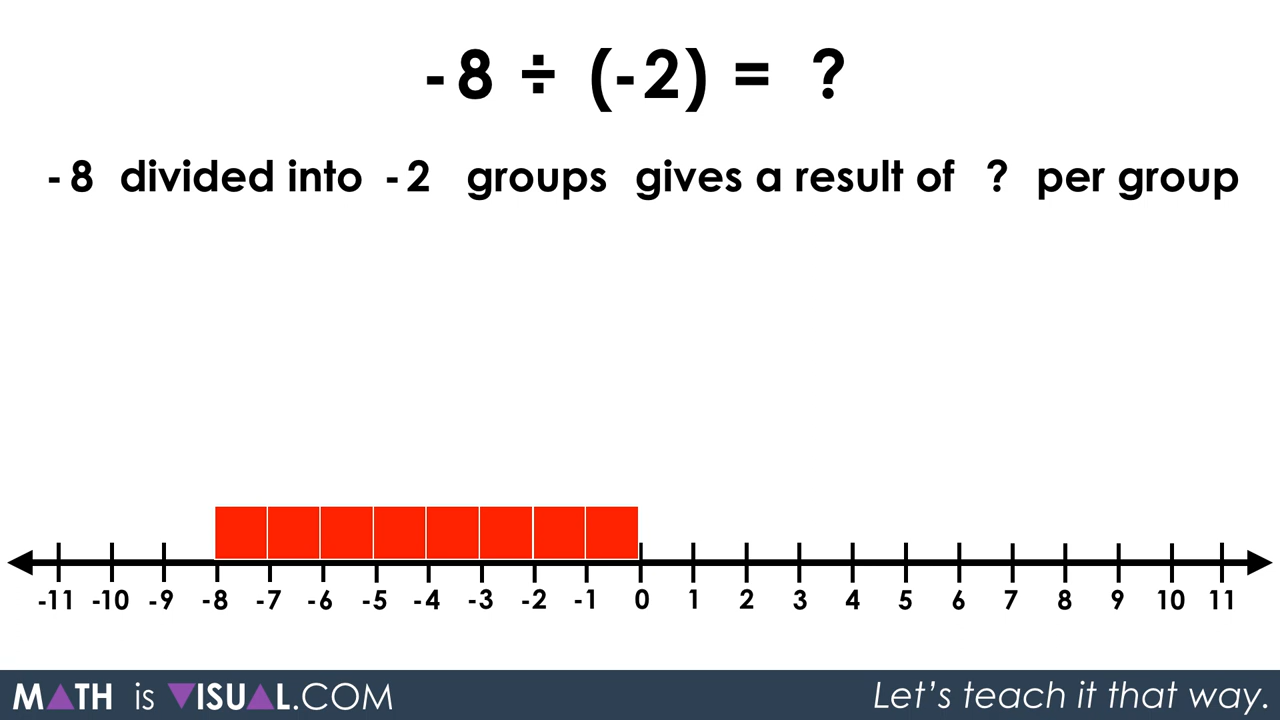 -8 ÷ (-2) = ?
-8 divided into -2 groups gives a result of ? per group
-11 -10 -9 -8 -7 -6 -5 -4 -3 -2 -1 0 1 2 3 4 5 6 7 8 9 10 11
MATH is VISUAL.COM
Let's teach it that way.